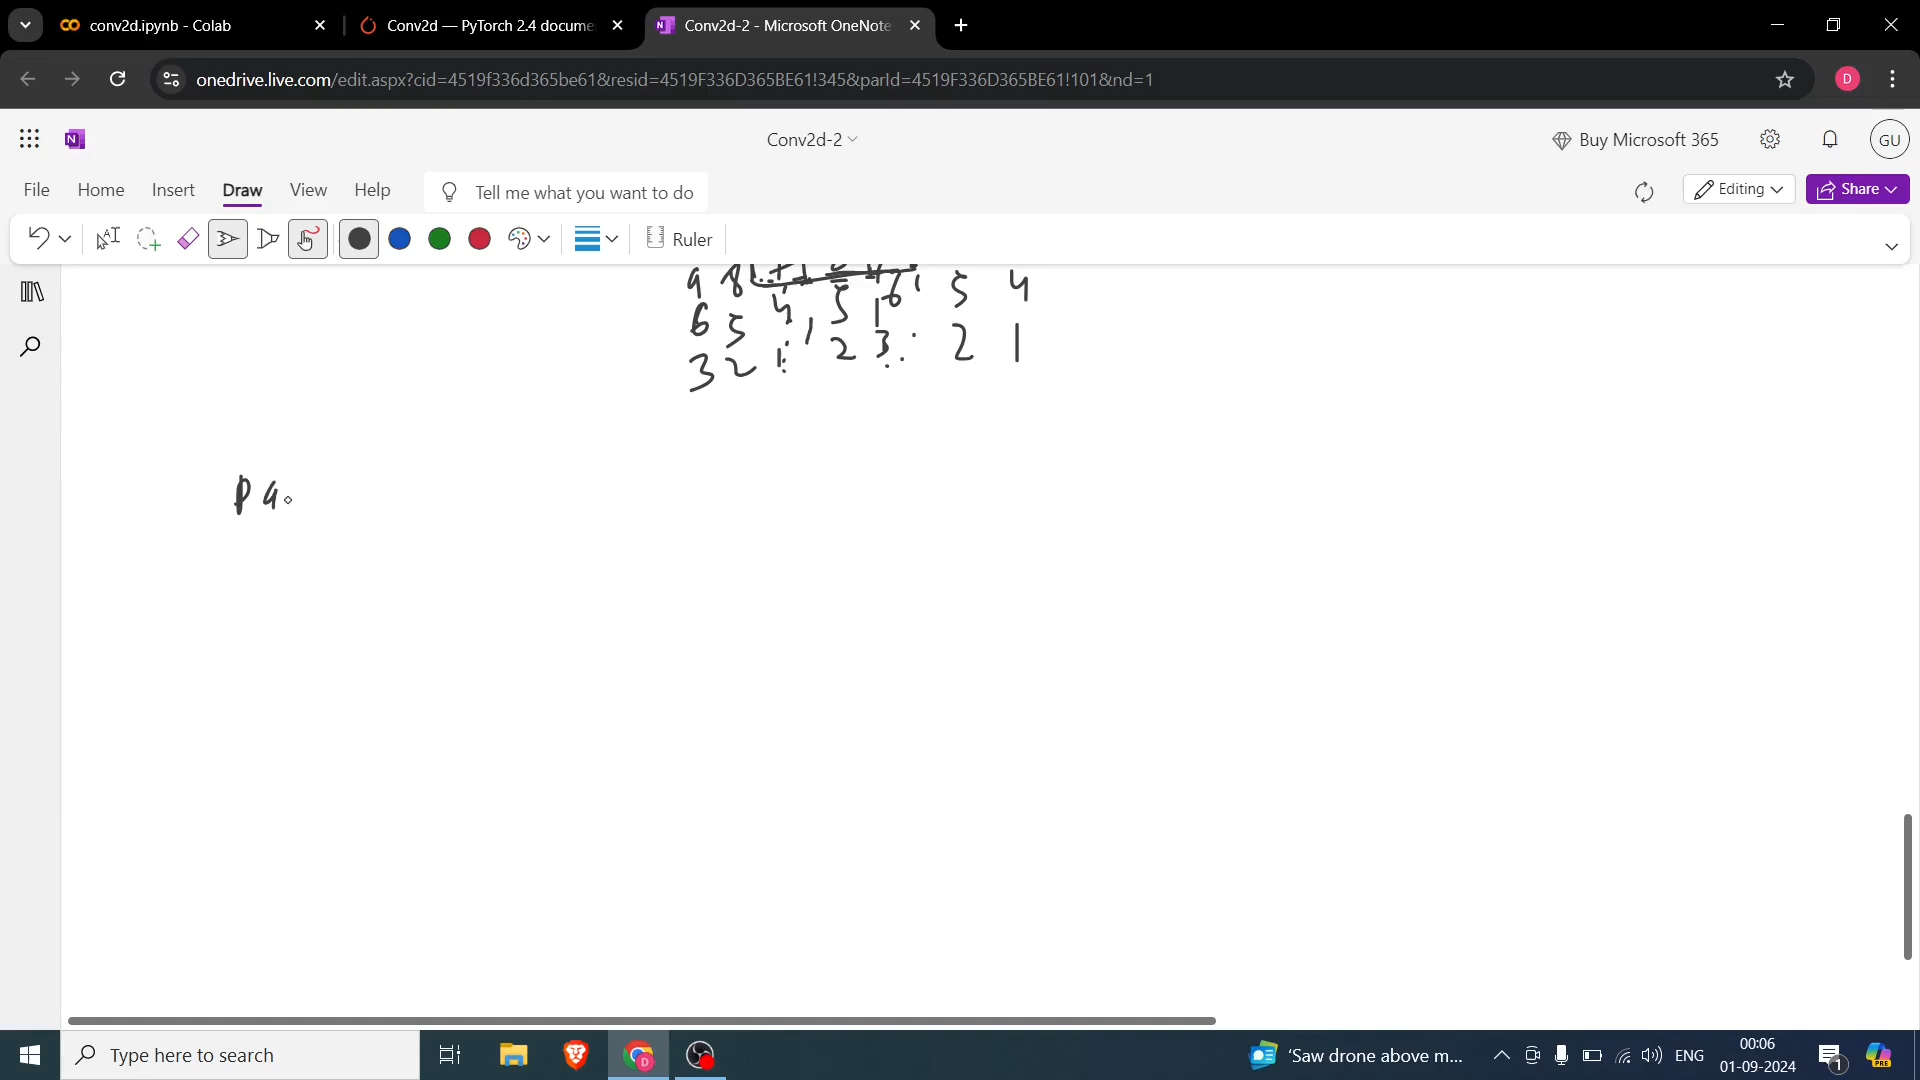 conv2d.ipynb - Colab
Conv2d — PyTorch 2.4 docume
Conv2d-2 - Microsoft OneNote
onedrive.live.com/edit.aspx?cid=4519f336d365be61&resid=4519F336D365BE61!345&parId=4519F336D365BE61!101&nd=1
D
N
Conv2d-2
Buy Microsoft 365
GU
File Home Insert Draw View Help
Tell me what you want to do
Editing
Share
Ruler
9 8 5 4
6 5 4 5 6
3 2 1 2 3 2 1
Pa
Type here to search
D
'Saw drone above m...
ENG
00:06
01-09-2024
1
PRE